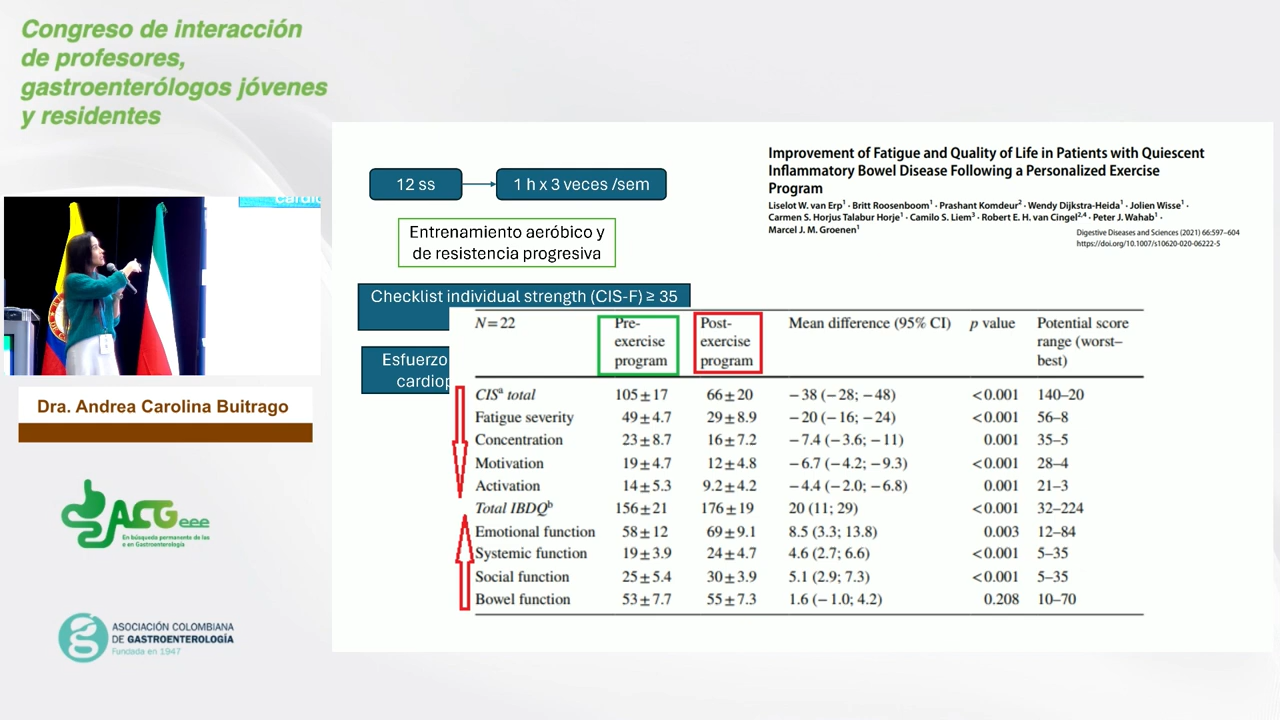 Congreso de interacción
de profesores,
gastroenterólogos jóvenes
y residentes
cardio
Dra. Andrea Carolina Buitrago
ACG eee
En búsqueda permanente de las
e en Gastroenterología
ASOCIACIÓN COLOMBIANA
DE GASTROENTEROLOGÍA
Fundada en 1947
12 ss
1 h x 3 veces /sem
Entrenamiento aeróbico y
de resistencia progresiva
Checklist individual strength (CIS-F) ≥ 35
Esfuerzo
cardiop
Improvement of Fatigue and Quality of Life in Patients with Quiescent
Inflammatory Bowel Disease Following a Personalized Exercise
Program
Liselot W. van Erp¹ · Britt Roosenboom¹ · Prashant Komdeur² · Wendy Dijkstra-Heida¹ · Jolien Wisse¹ ·
Carmen S. Horjus Talabur Horje¹ · Camilo S. Liem³ · Robert E. H. van Cingel²,⁴ · Peter J. Wahab¹ ·
Marcel J. M. Groenen¹
Digestive Diseases and Sciences (2021) 66:597–604
https://doi.org/10.1007/s10620-020-06222-5
N=22 Pre-exercise program Post-exercise program Mean difference (95% CI) p value Potential score range (worst–best)
CISᵃ total 105±17 66±20 −38 (−28; −48) <0.001 140–20
Fatigue severity 49±4.7 29±8.9 −20 (−16; −24) <0.001 56–8
Concentration 23±8.7 16±7.2 −7.4 (−3.6; −11) 0.001 35–5
Motivation 19±4.7 12±4.8 −6.7 (−4.2; −9.3) <0.001 28–4
Activation 14±5.3 9.2±4.2 −4.4 (−2.0; −6.8) 0.001 21–3
Total IBDQᵇ 156±21 176±19 20 (11; 29) <0.001 32–224
Emotional function 58±12 69±9.1 8.5 (3.3; 13.8) 0.003 12–84
Systemic function 19±3.9 24±4.7 4.6 (2.7; 6.6) <0.001 5–35
Social function 25±5.4 30±3.9 5.1 (2.9; 7.3) <0.001 5–35
Bowel function 53±7.7 55±7.3 1.6 (−1.0; 4.2) 0.208 10–70